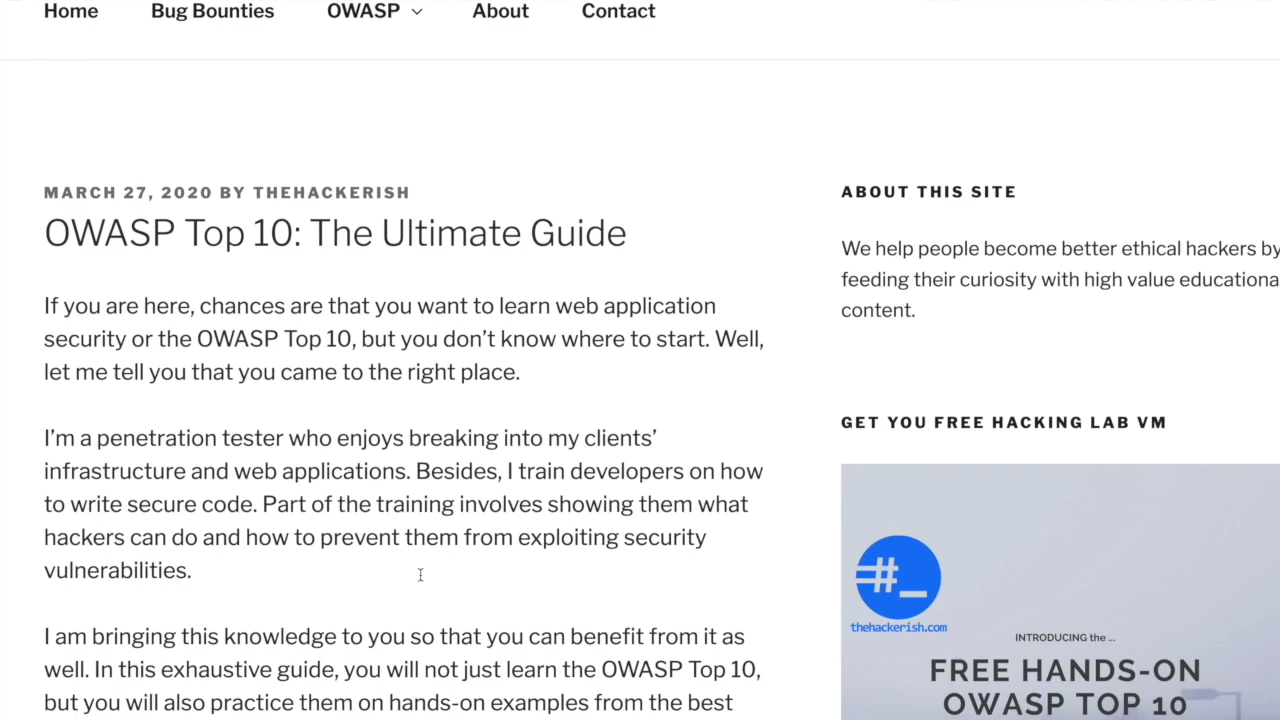 Home Bug Bounties OWASP About Contact
MARCH 27, 2020 BY THEHACKERISH
OWASP Top 10: The Ultimate Guide
If you are here, chances are that you want to learn web application
security or the OWASP Top 10, but you don’t know where to start. Well,
let me tell you that you came to the right place.
I’m a penetration tester who enjoys breaking into my clients’
infrastructure and web applications. Besides, I train developers on how
to write secure code. Part of the training involves showing them what
hackers can do and how to prevent them from exploiting security
vulnerabilities.
I am bringing this knowledge to you so that you can benefit from it as
well. In this exhaustive guide, you will not just learn the OWASP Top 10,
but you will also practice them on hands-on examples from the best
ABOUT THIS SITE
We help people become better ethical hackers by
feeding their curiosity with high value educationa
content.
GET YOU FREE HACKING LAB VM
#_
thehackerish.com
INTRODUCING the ...
FREE HANDS-ON
OWASP TOP 10